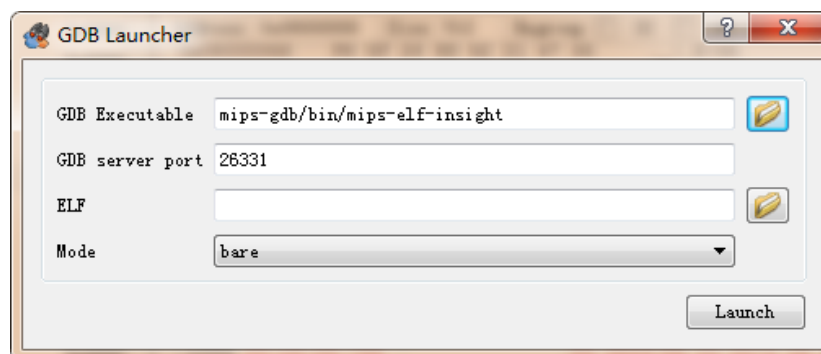 GDB Launcher
GDB Executable mips-gdb/bin/mips-elf-insight
GDB server port 26331
ELF
Mode bare
Launch